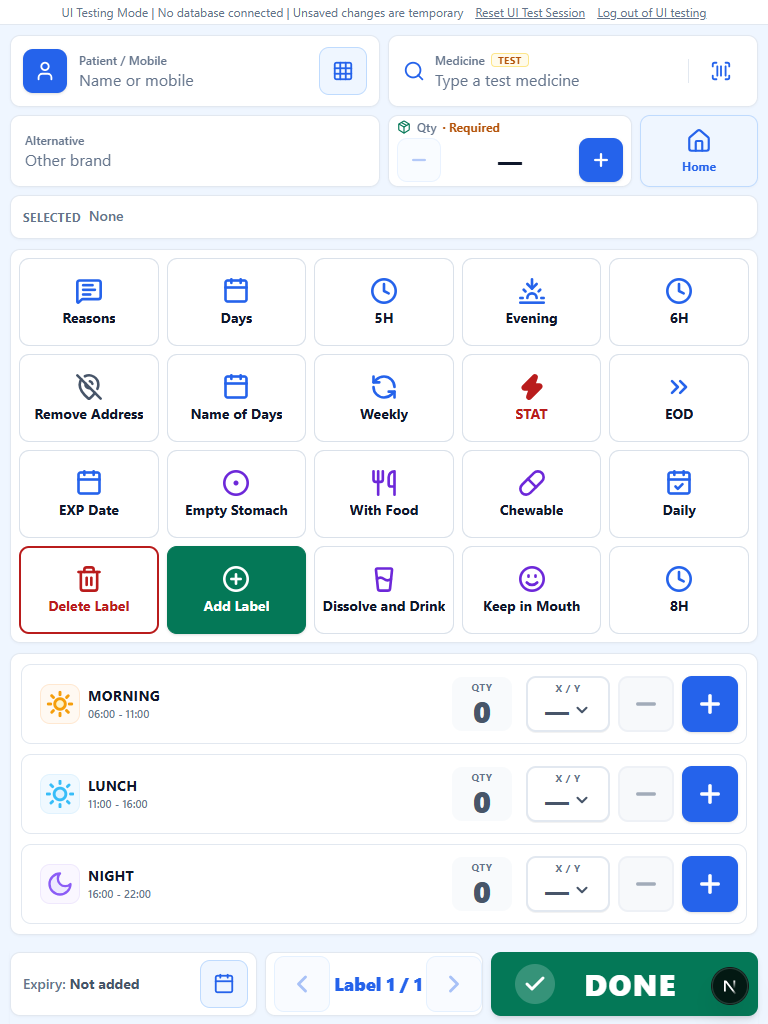 UI Testing Mode | No database connected | Unsaved changes are temporary Reset UI Test Session Log out of UI testing
Patient / Mobile
Name or mobile
Medicine TEST
Type a test medicine
Alternative
Other brand
Qty · Required
—
Home
SELECTED None
Reasons
Days
5H
Evening
6H
Remove Address
Name of Days
Weekly
STAT
EOD
EXP Date
Empty Stomach
With Food
Chewable
Daily
Delete Label
Add Label
Dissolve and Drink
Keep in Mouth
8H
MORNING
06:00 - 11:00
QTY
0
X / Y
—
LUNCH
11:00 - 16:00
QTY
0
X / Y
—
NIGHT
16:00 - 22:00
QTY
0
X / Y
—
Expiry: Not added
Label 1 / 1
DONE
N